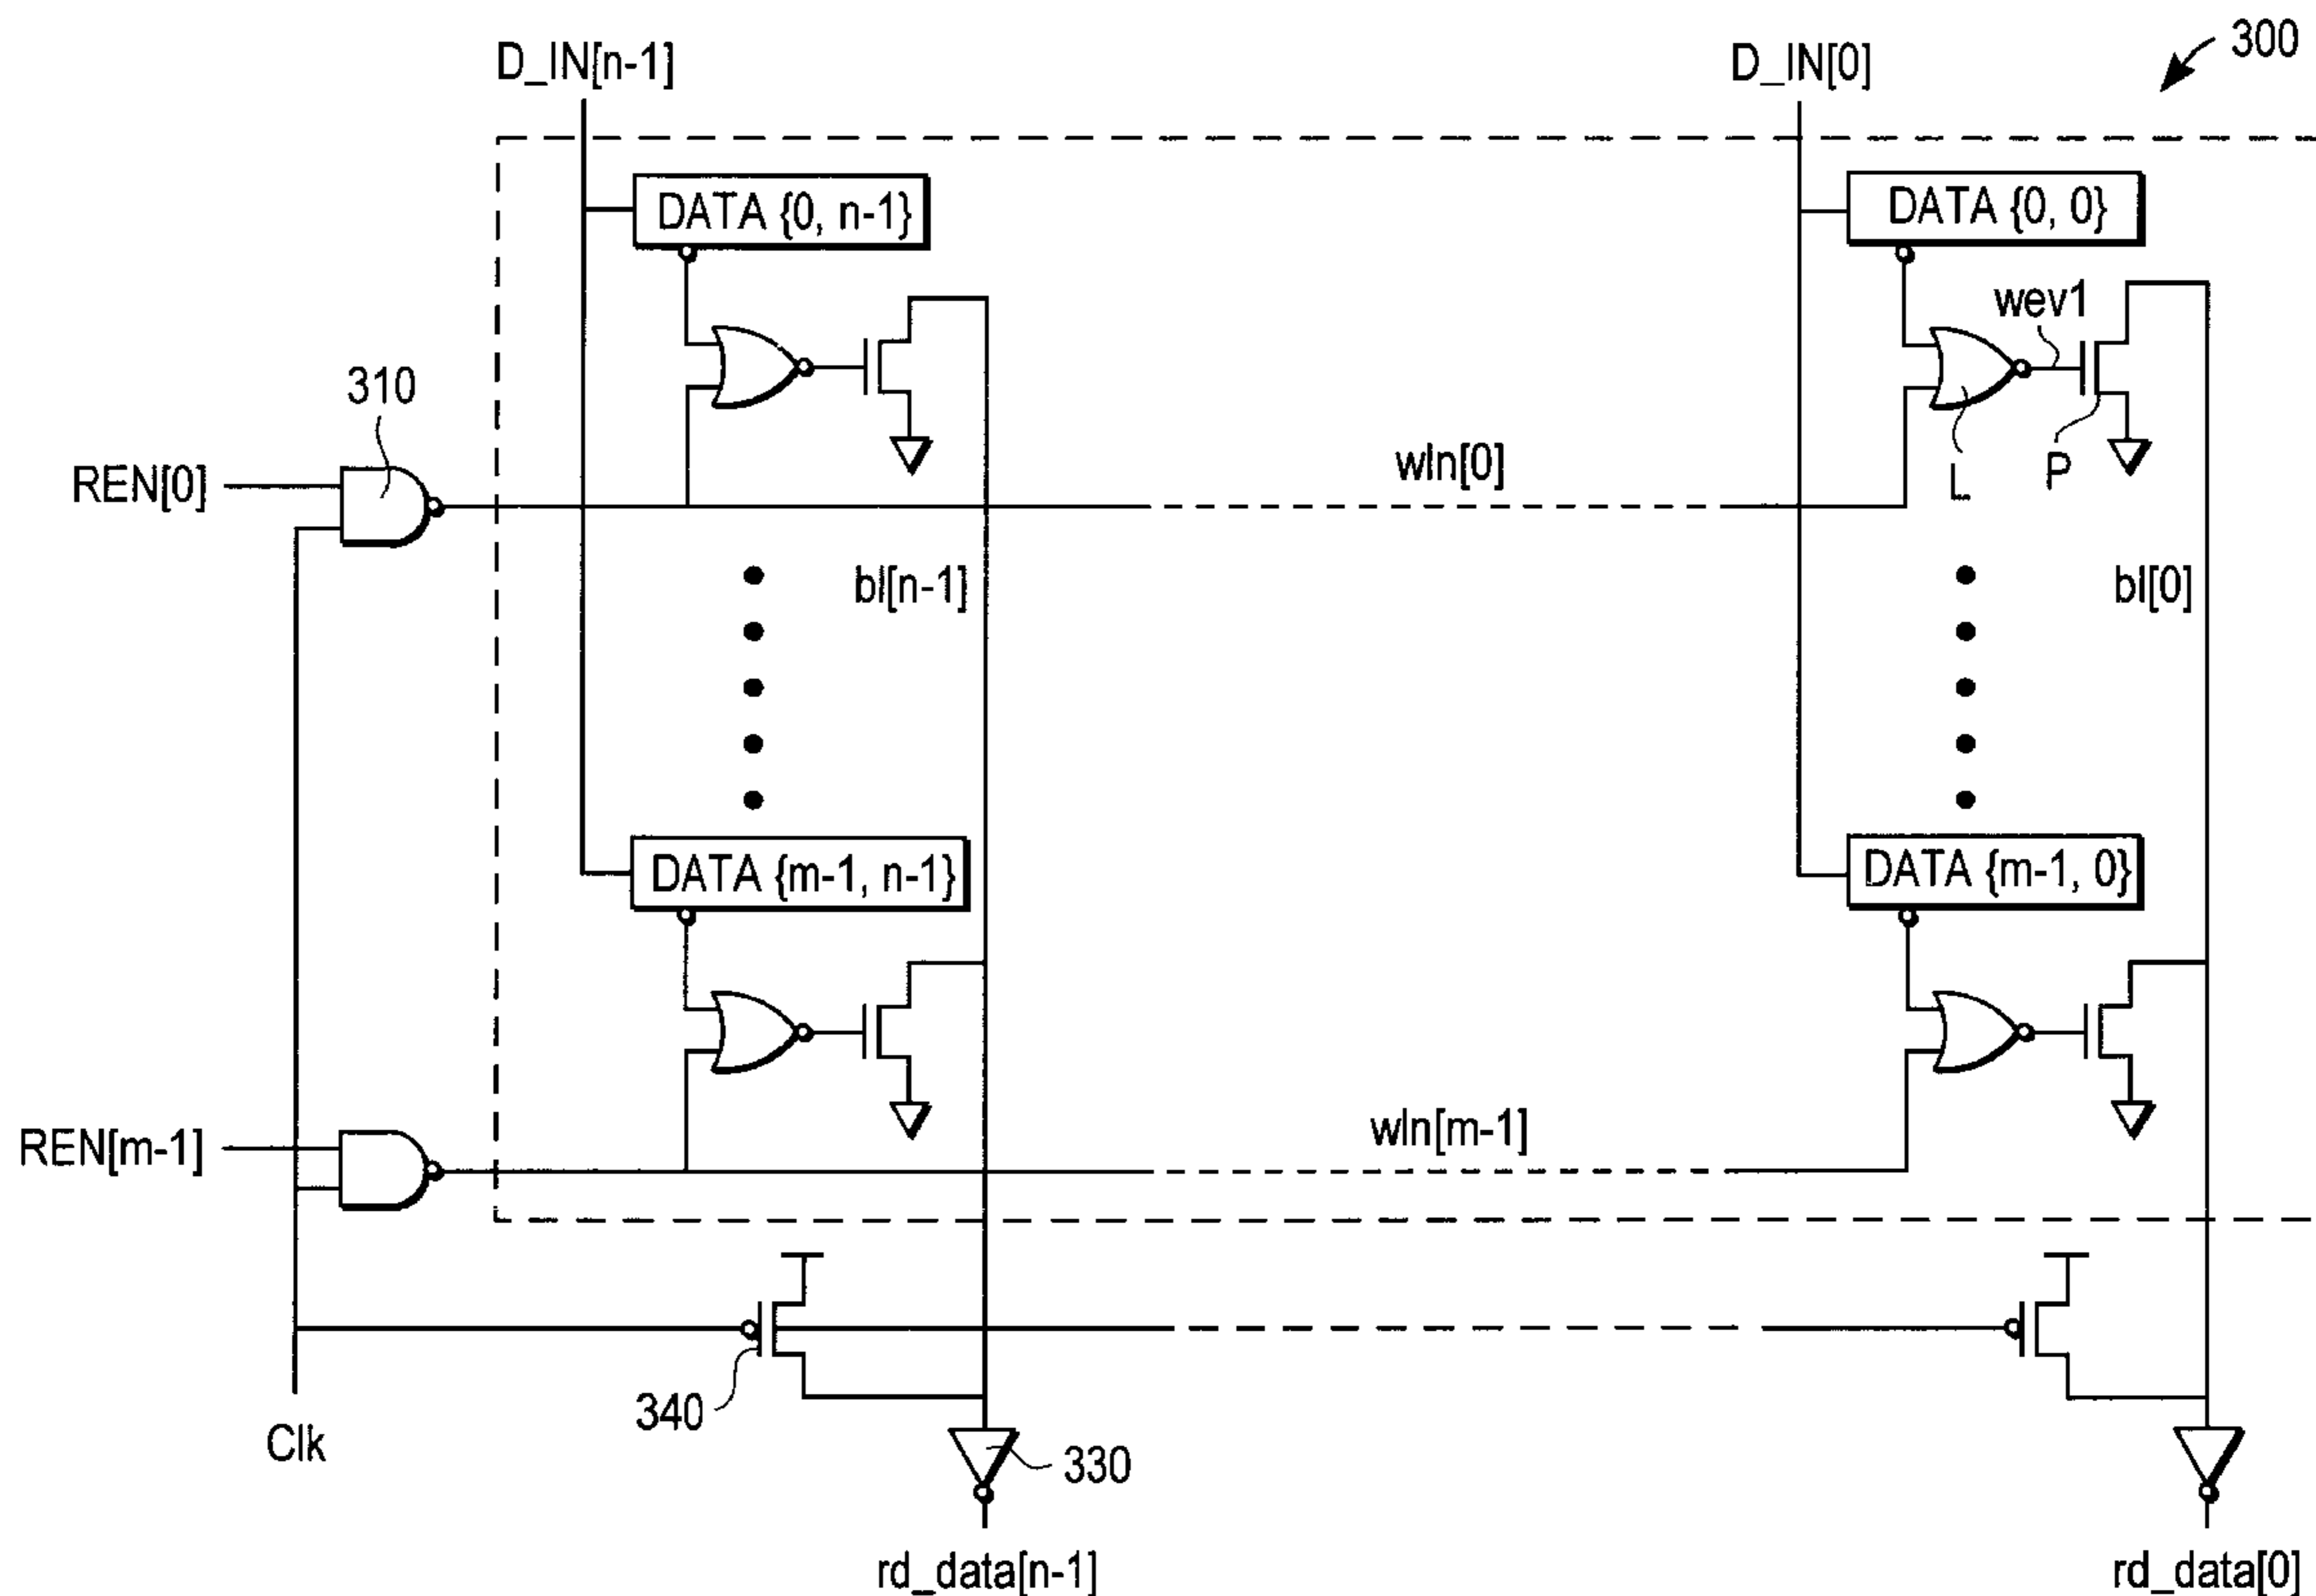 300
D_IN[n-1]
D_IN[0]
DATA {0, n-1}
DATA {0, 0}
wev1
310
REN[0]
wln[0]
L
P
bl[n-1]
bl[0]
DATA {m-1, n-1}
DATA {m-1, 0}
REN[m-1]
wln[m-1]
340
Clk
330
rd_data[n-1]
rd_data[0]